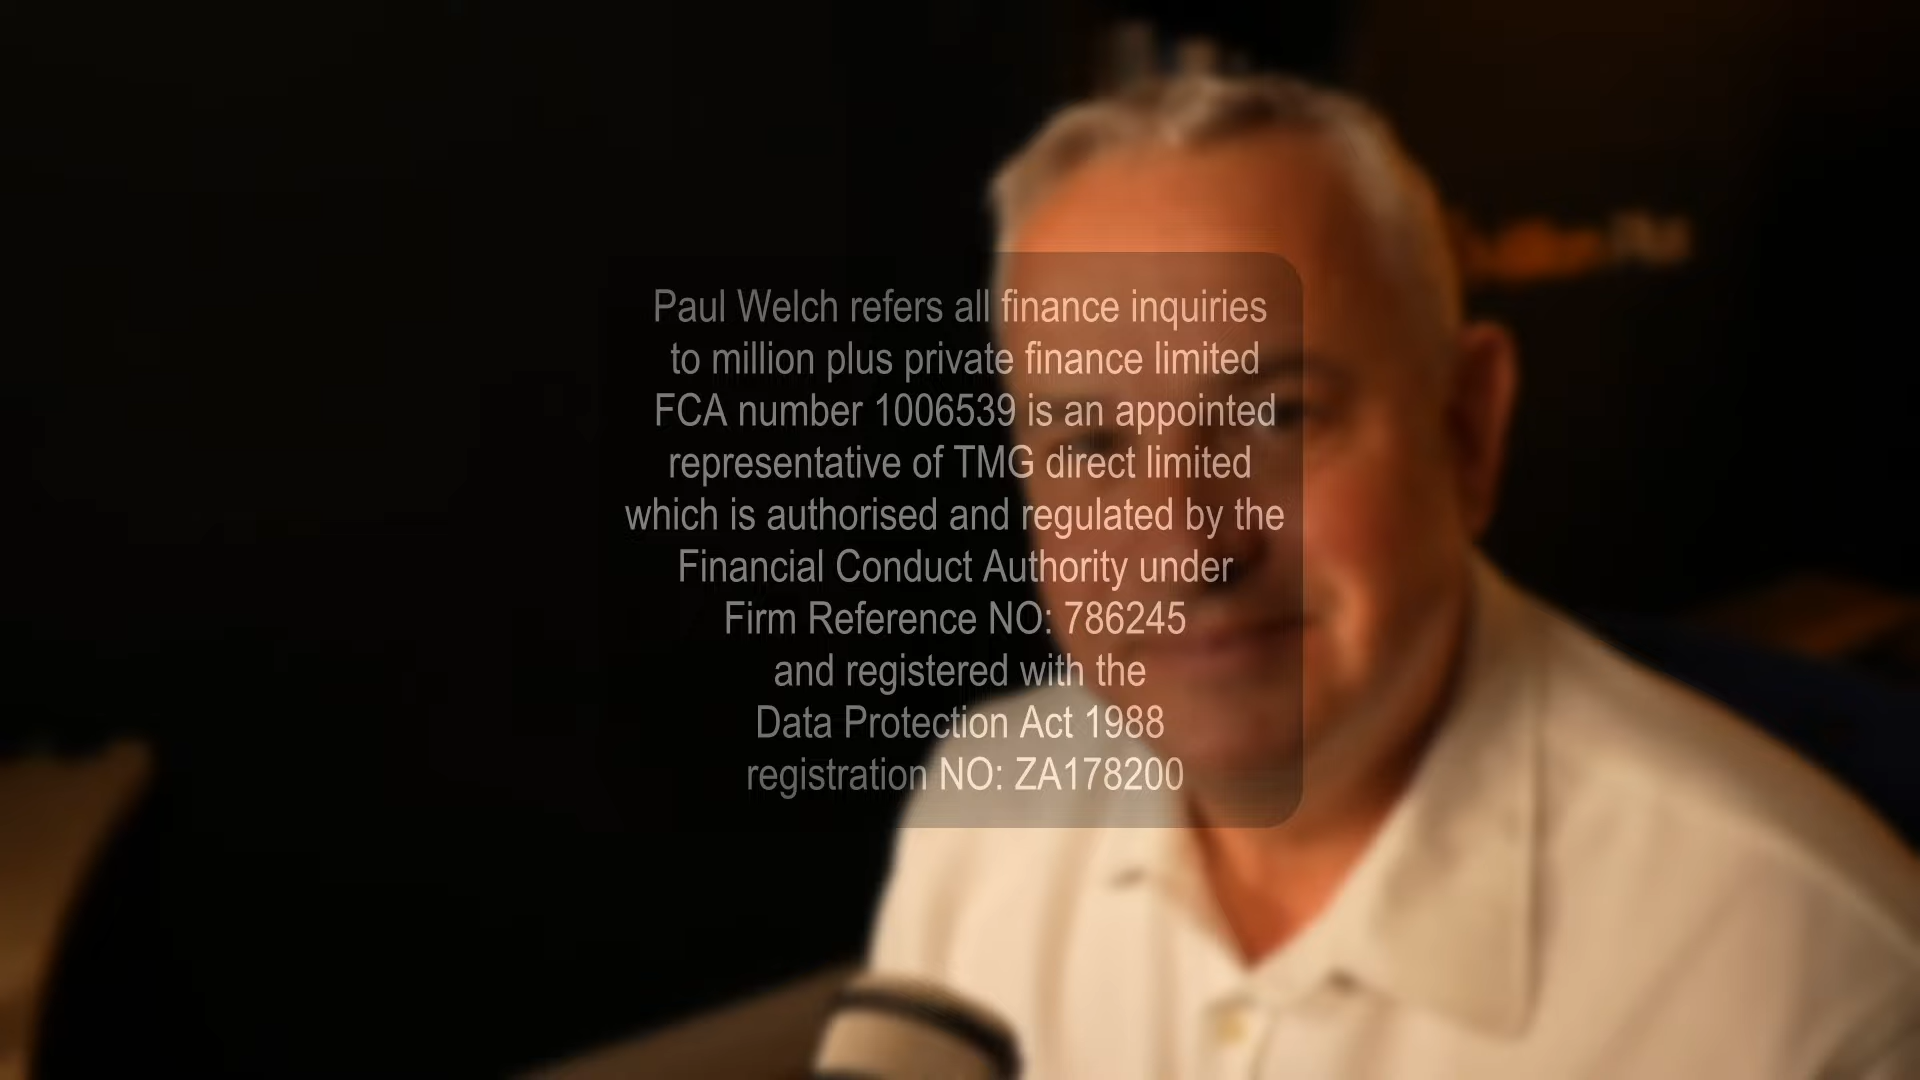 Paul Welch refers all finance inquiries
to million plus private finance limited
FCA number 1006539 is an appointed
representative of TMG direct limited
which is authorised and regulated by the
Financial Conduct Authority under
Firm Reference NO: 786245
and registered with the
Data Protection Act 1988
registration NO: ZA178200